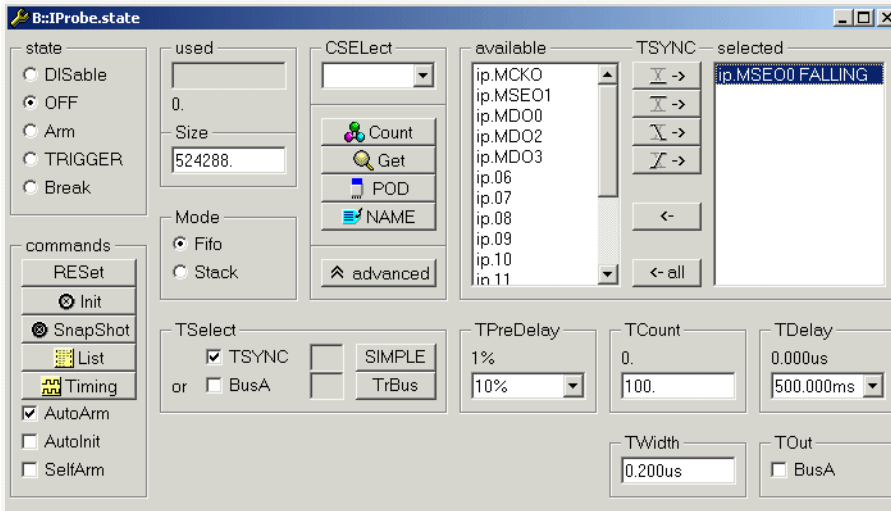 B::IProbe.state
state
DISable
OFF
Arm
TRIGGER
Break
commands
RESet
Init
SnapShot
List
Timing
AutoArm
AutoInit
SelfArm
used
0.
Size
524288.
Mode
Fifo
Stack
CSELect
Count
Get
POD
NAME
advanced
available
ip.MCKO
ip.MSEO1
ip.MDO0
ip.MDO2
ip.MDO3
ip.06
ip.07
ip.08
ip.09
ip.10
ip.11
TSYNC
X ->
X ->
X ->
X ->
<-
<- all
selected
ip.MSEO0 FALLING
TSelect
TSYNC
SIMPLE
or
BusA
TrBus
TPreDelay
1%
10%
TCount
0.
100.
TDelay
0.000us
500.000ms
TWidth
0.200us
TOut
BusA